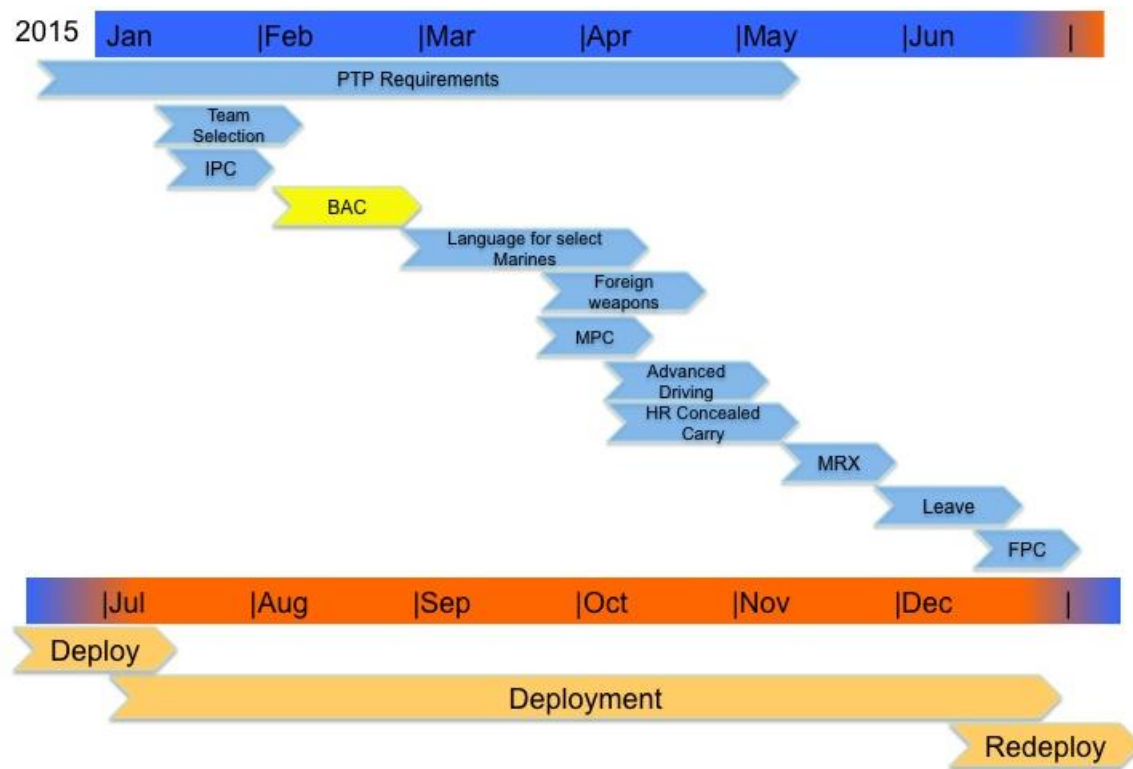 2015 Jan |Feb |Mar |Apr |May |Jun |
PTP Requirements
Team
Selection
IPC
BAC
Language for select
Marines
Foreign
weapons
MPC
Advanced
Driving
HR Concealed
Carry
MRX
Leave
FPC
|Jul |Aug |Sep |Oct |Nov |Dec |
Deploy
Deployment
Redeploy